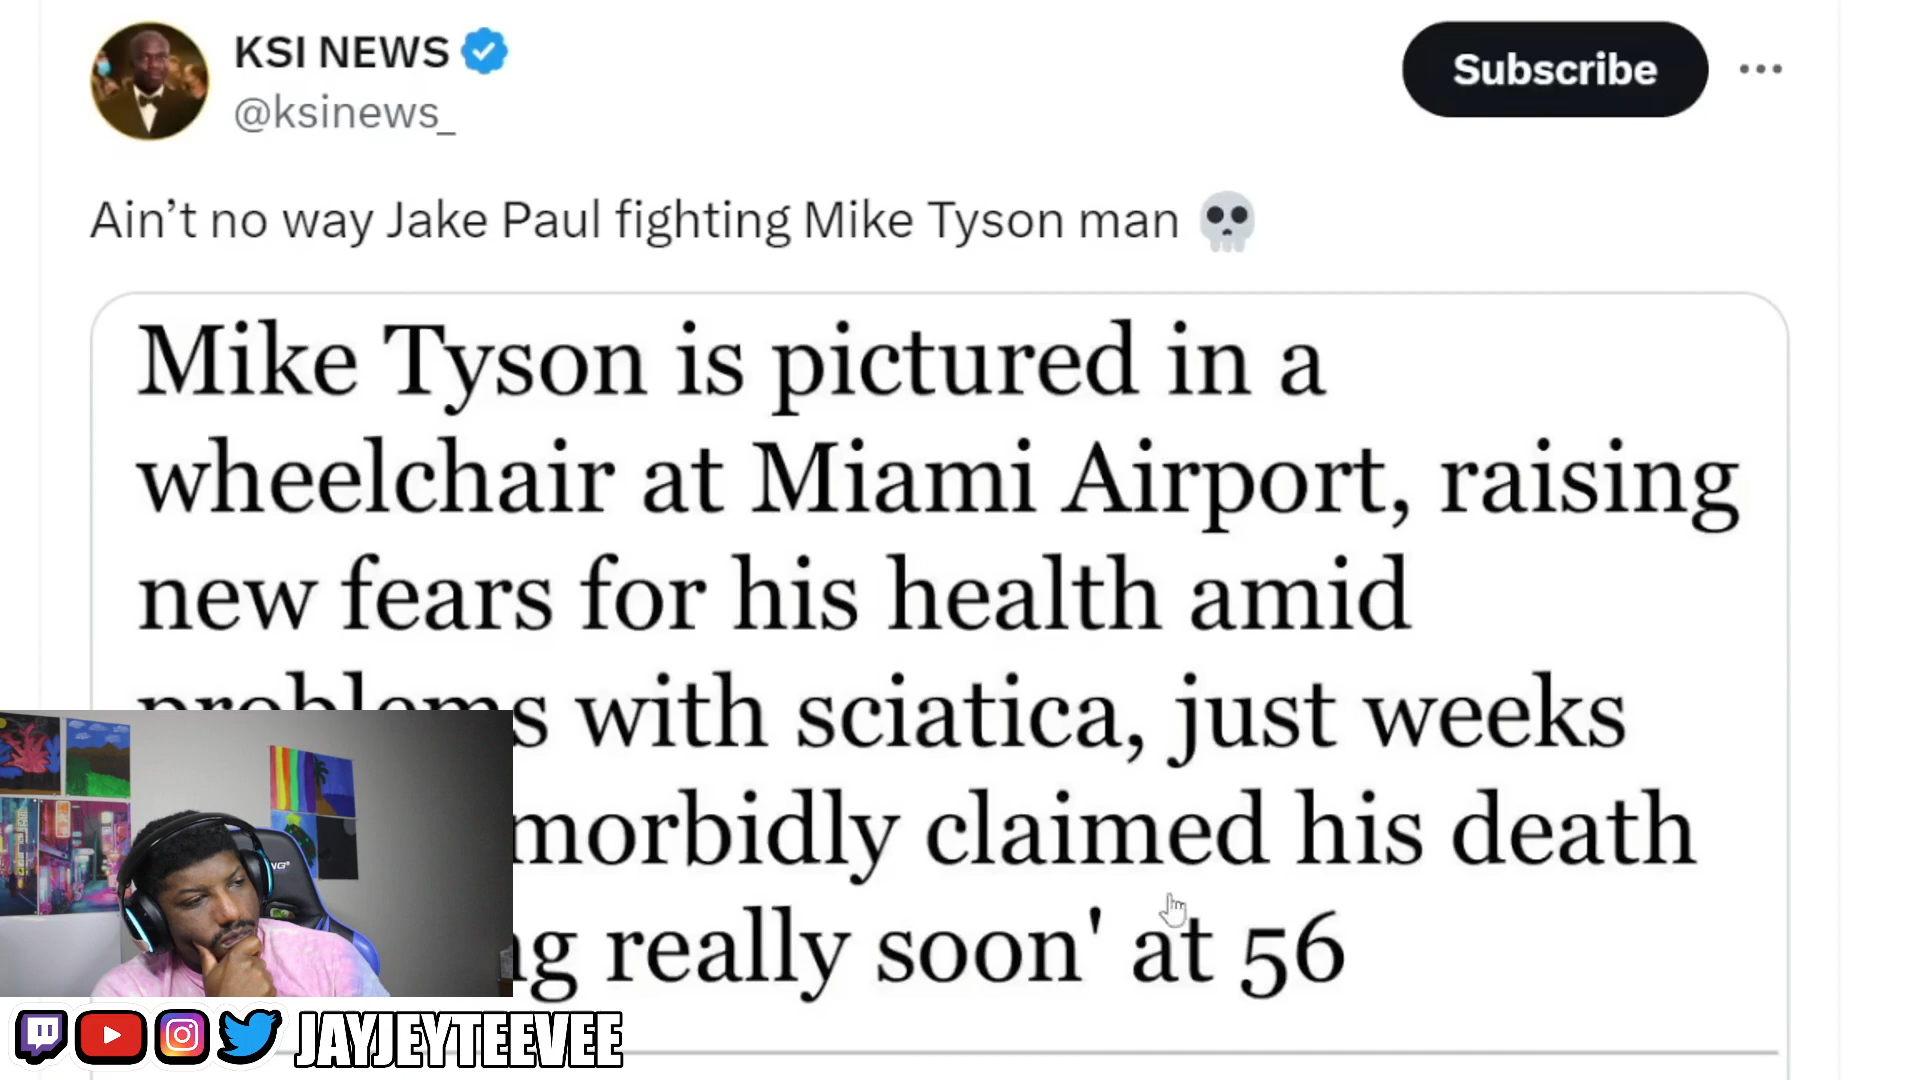 KSI NEWS
@ksinews_
Subscribe
Ain't no way Jake Paul fighting Mike Tyson man
Mike Tyson is pictured in a
wheelchair at Miami Airport, raising
new fears for his health amid
problems with sciatica, just weeks
morbidly claimed his death
really soon' at 56
JAYJEYTEEVEE